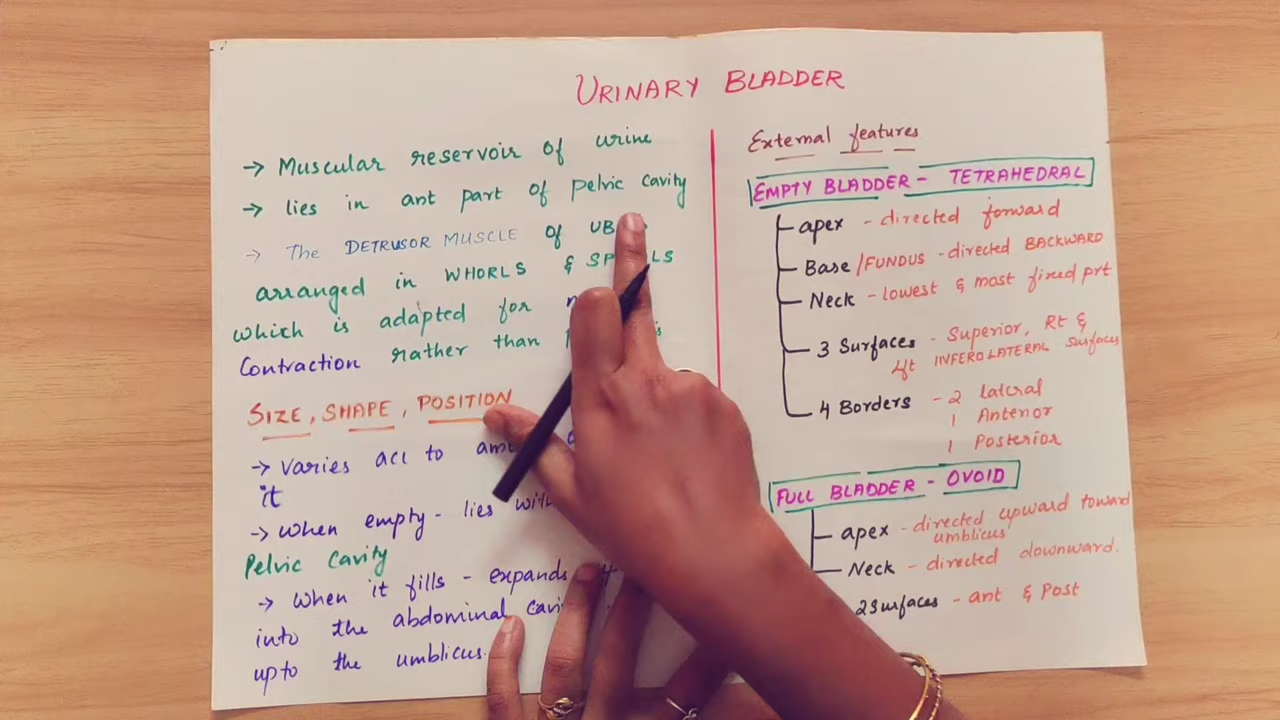 URINARY BLADDER
→ Muscular reservoir of urine
→ lies in ant part of pelvic cavity
→ The DETRUSOR MUSCLE of UB
arranged in WHORLS &
which is adapted for
Contraction rather than
SIZE, SHAPE, POSITION
→ varies acc to
it
→ when empty - lies
Pelvic cavity
→ when it fills - expands
into the abdominal
upto the umblicus.
External features
EMPTY BLADDER - TETRAHEDRAL
apex - directed forward
Base/FUNDUS - directed BACKWARD
Neck - lowest & most fixed prt
3 Surfaces - Superior, Rt &
Lft INFEROLATERAL Surfaces
4 Borders - 2 lateral
1 Anterior
1 Posterior
FULL BLADDER - OVOID
apex - directed upward toward
umblicus
Neck - directed downward.
2 Surfaces - ant & Post